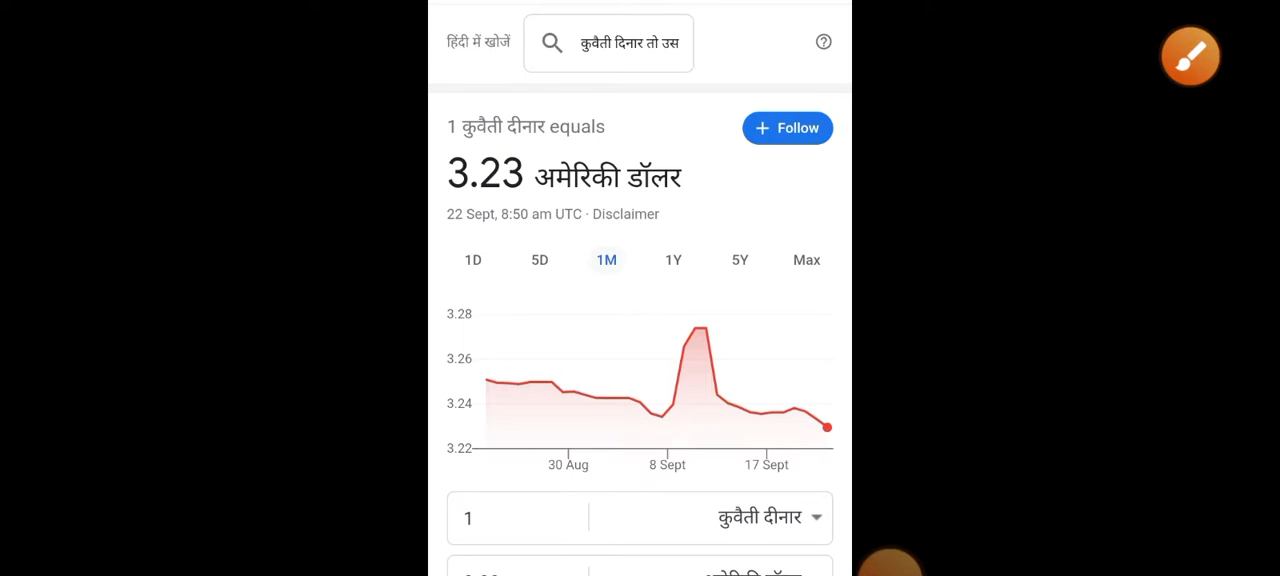 हिंदी में खोजें
कुवैती दिनार तो उस
1 कुवैती दीनार equals
+ Follow
3.23 अमेरिकी डॉलर
22 Sept, 8:50 am UTC · Disclaimer
1D 5D 1M 1Y 5Y Max
3.28
3.26
3.24
3.22
30 Aug 8 Sept 17 Sept
1 कुवैती दीनार